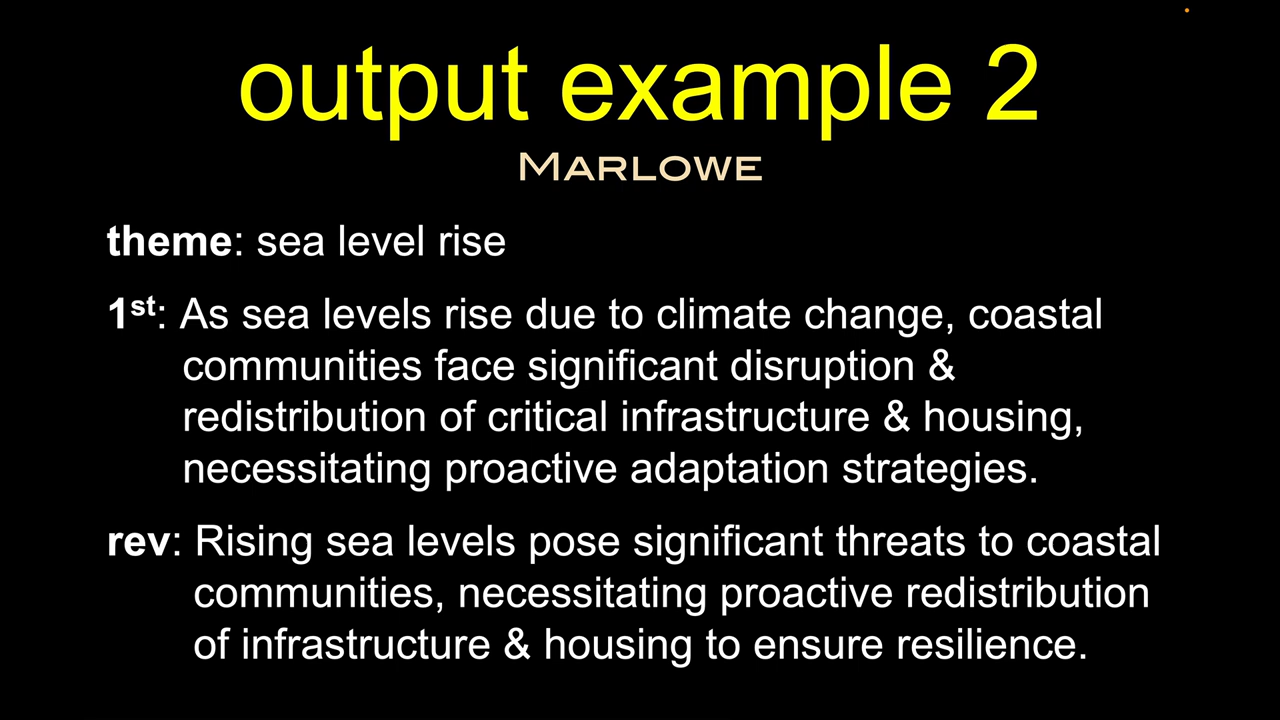 output example 2
MARLOWE
theme: sea level rise
1st: As sea levels rise due to climate change, coastal
communities face significant disruption &
redistribution of critical infrastructure & housing,
necessitating proactive adaptation strategies.
rev: Rising sea levels pose significant threats to coastal
communities, necessitating proactive redistribution
of infrastructure & housing to ensure resilience.